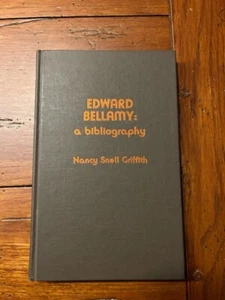 EDWARD
BELLAMY:
a bibliography
Nancy Snell Griffith